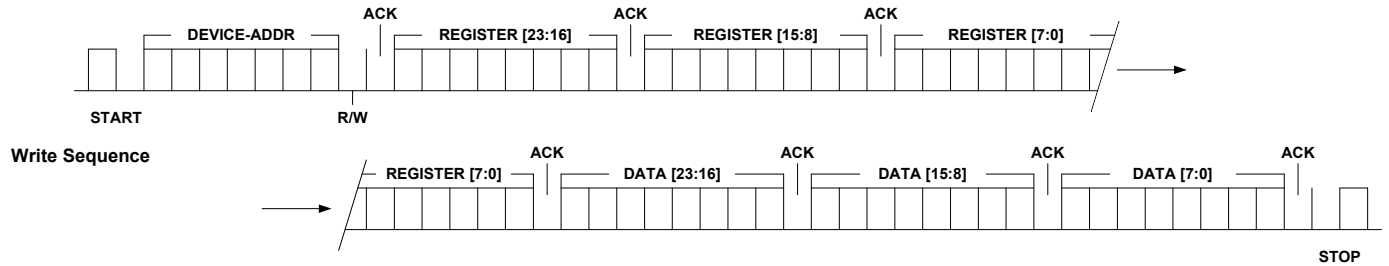 ACK ACK ACK
DEVICE-ADDR REGISTER [23:16] REGISTER [15:8] REGISTER [7:0]
START R/W
Write Sequence
ACK ACK ACK ACK
REGISTER [7:0] DATA [23:16] DATA [15:8] DATA [7:0]
STOP